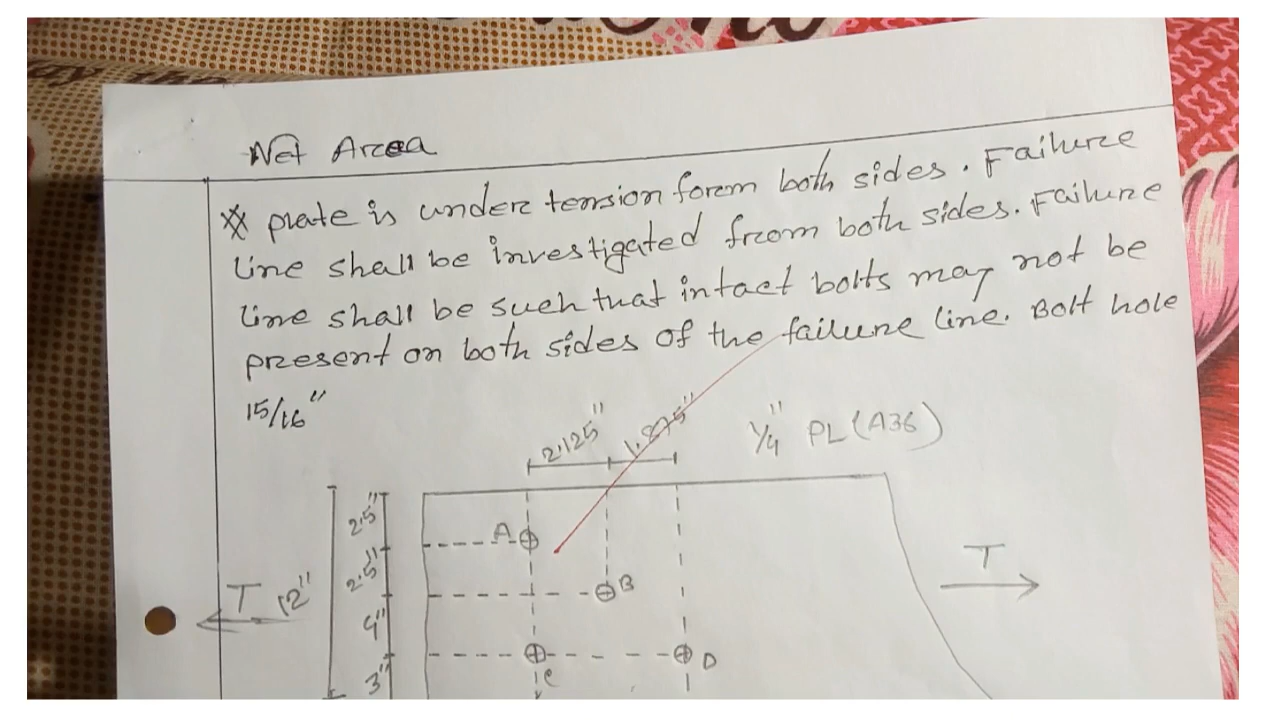 Net Area
※ plate is under tension form both sides. Failure
line shall be investigated from both sides. Failure
line shall be such that intact bolts may not be
present on both sides of the failure line. Bolt hole
15/16"
2.125" 1.875" 1/4" PL (A36)
2.5"
A
2.5"
B
T 12" T
4"
D
C
3"